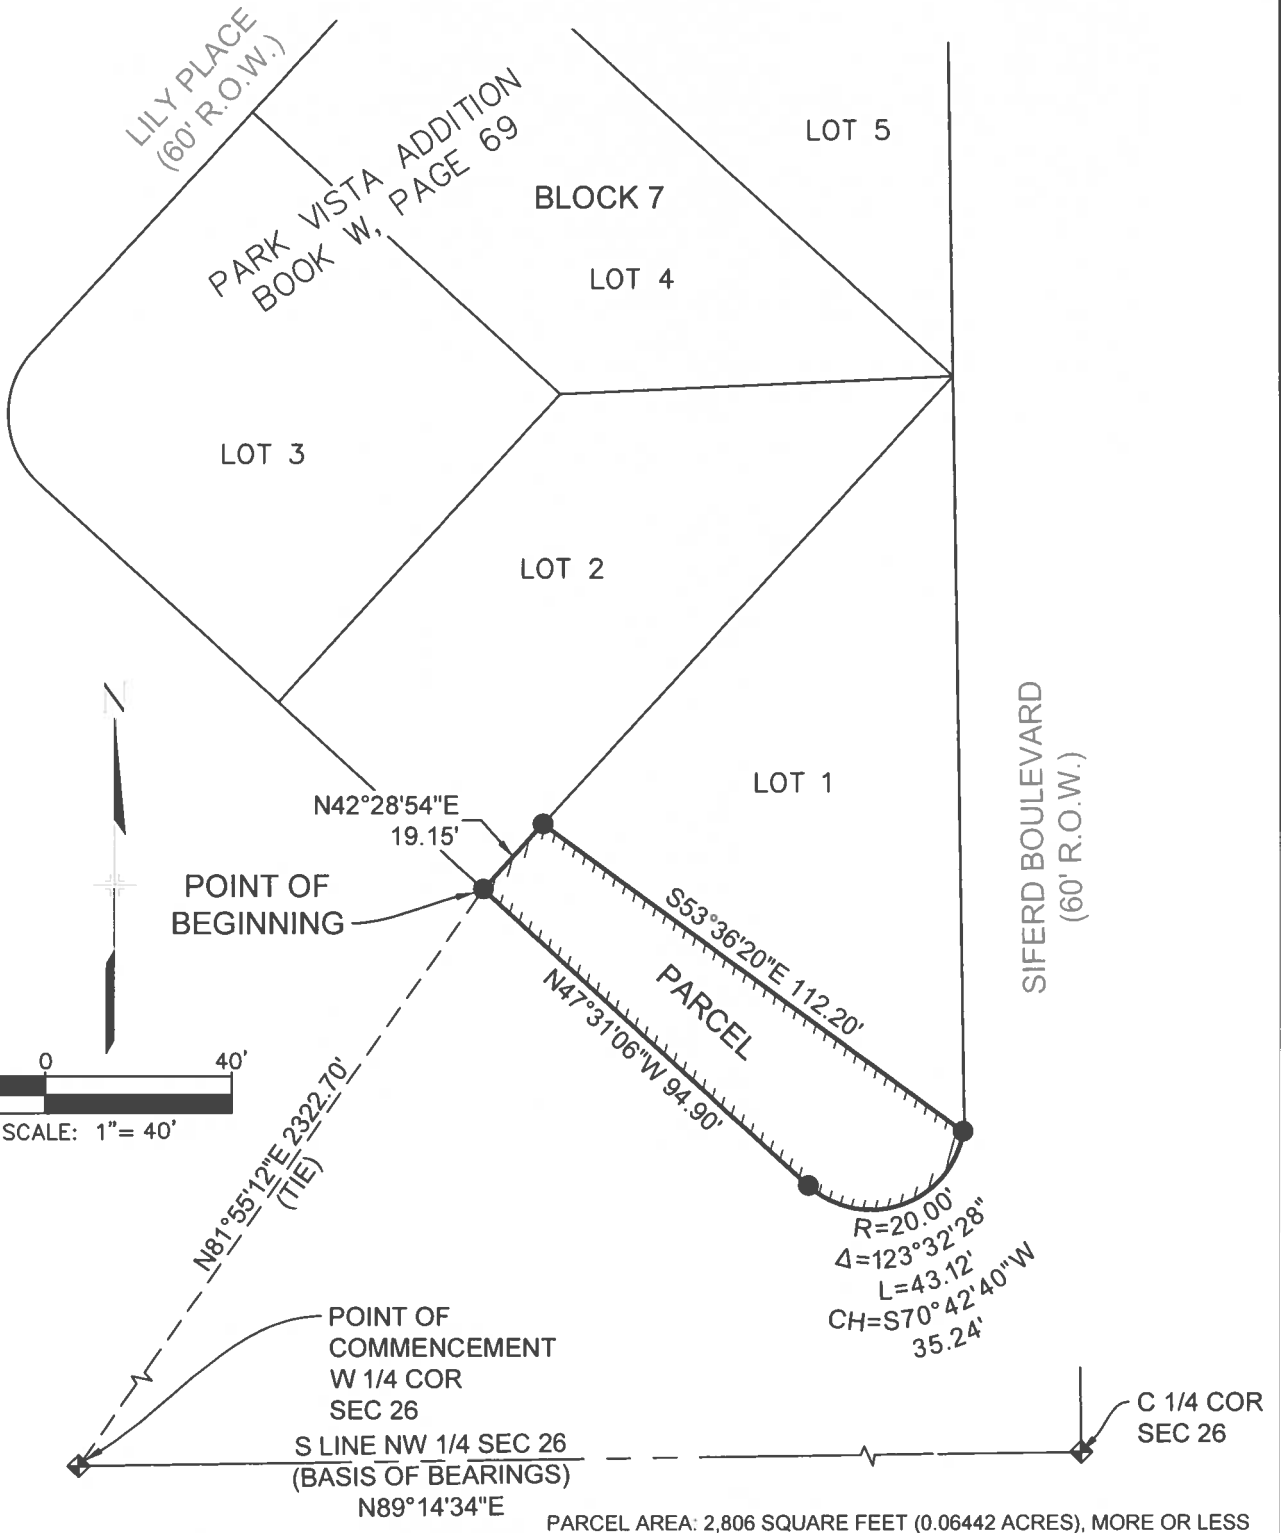 LILY PLACE
(60' R.O.W.)
PARK VISTA ADDITION
BOOK W, PAGE 69
BLOCK 7
LOT 5
LOT 4
LOT 3
LOT 2
LOT 1
N
N42°28'54"E
19.15'
POINT OF
BEGINNING
SIFERD BOULEVARD
(60' R.O.W.)
S53°36'20"E 112.20'
PARCEL
N47°31'06"W 94.90'
0 40'
SCALE: 1"= 40'
N81°55'12"E 2322.70'
(TIE)
R=20.00'
Δ=123°32'28"
L=43.12'
CH=S70°42'40"W
35.24'
POINT OF
COMMENCEMENT
W 1/4 COR
SEC 26
C 1/4 COR
SEC 26
S LINE NW 1/4 SEC 26
(BASIS OF BEARINGS)
N89°14'34"E
PARCEL AREA: 2,806 SQUARE FEET (0.06442 ACRES), MORE OR LESS